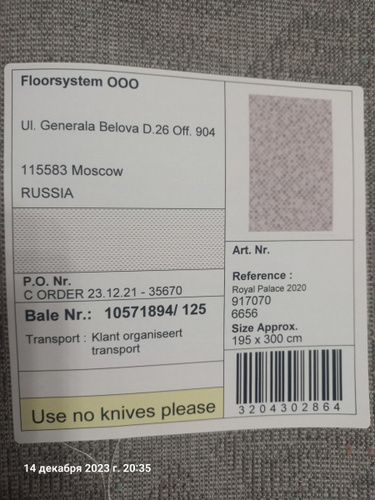 Floorsystem OOO
Ul. Generala Belova D.26 Off. 904
115583 Moscow
RUSSIA
P.O. Nr.
C ORDER 23.12.21 - 35670
Bale Nr.: 10571894/ 125
Transport : Klant organiseert
transport
Use no knives please
Art. Nr.
Reference :
Royal Palace 2020
917070
6656
Size Approx.
195 x 300 cm
3204302864
14 декабря 2023 г. 20:35